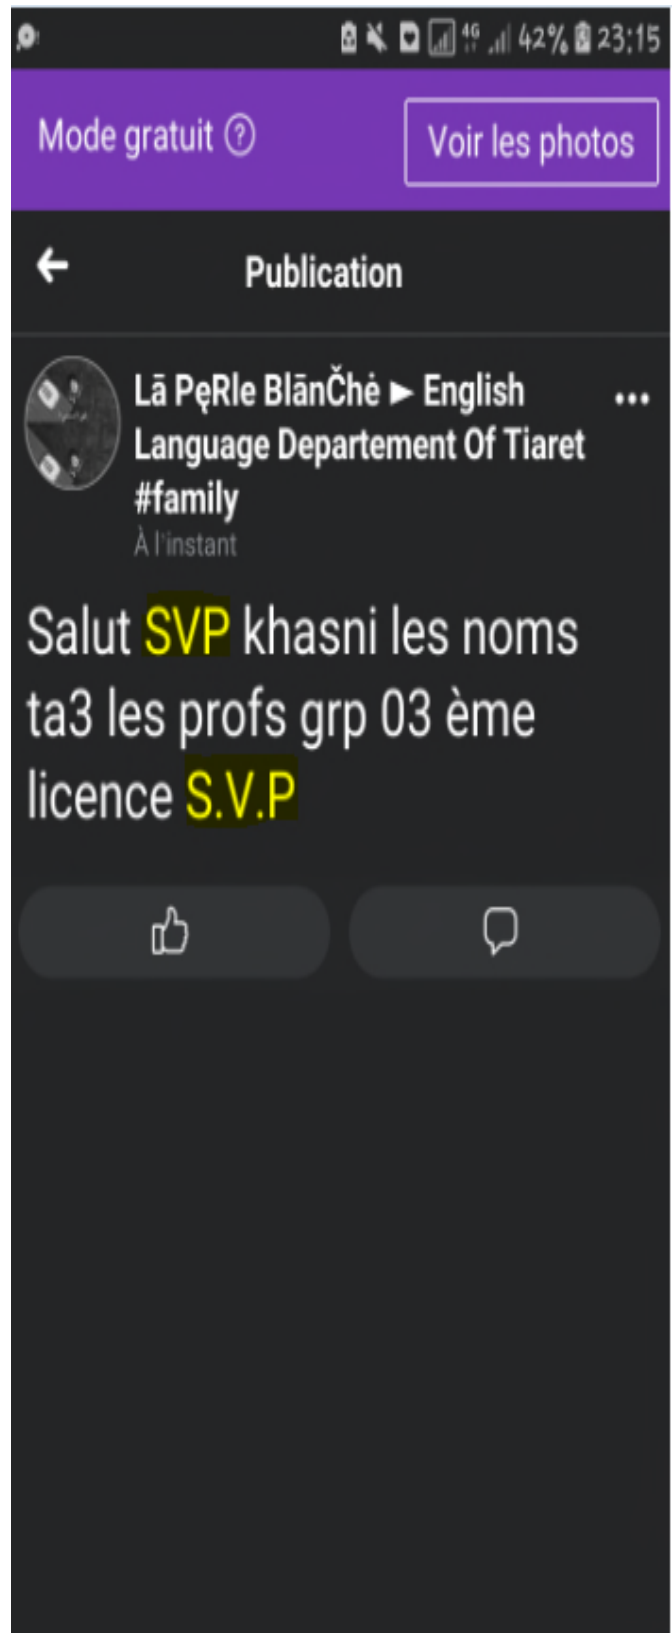 4G 42% 23:15
Mode gratuit ?
Voir les photos
Publication
Lā PęRle BlānČhė ► English
Language Departement Of Tiaret
#family
À l'instant
Salut SVP khasni les noms
ta3 les profs grp 03 ème
licence S.V.P